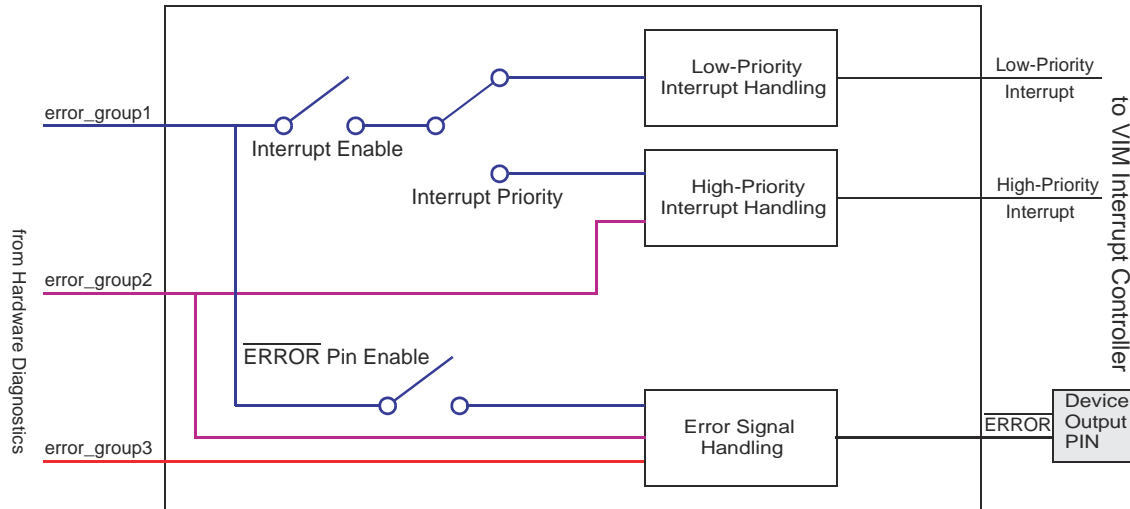 error_group1
Interrupt Enable
Interrupt Priority
Low-Priority
Interrupt Handling
Low-Priority
Interrupt
High-Priority
Interrupt Handling
High-Priority
Interrupt
to VIM Interrupt Controller
from Hardware Diagnostics
error_group2
ERROR Pin Enable
error_group3
Error Signal
Handling
ERROR
Device
Output
PIN